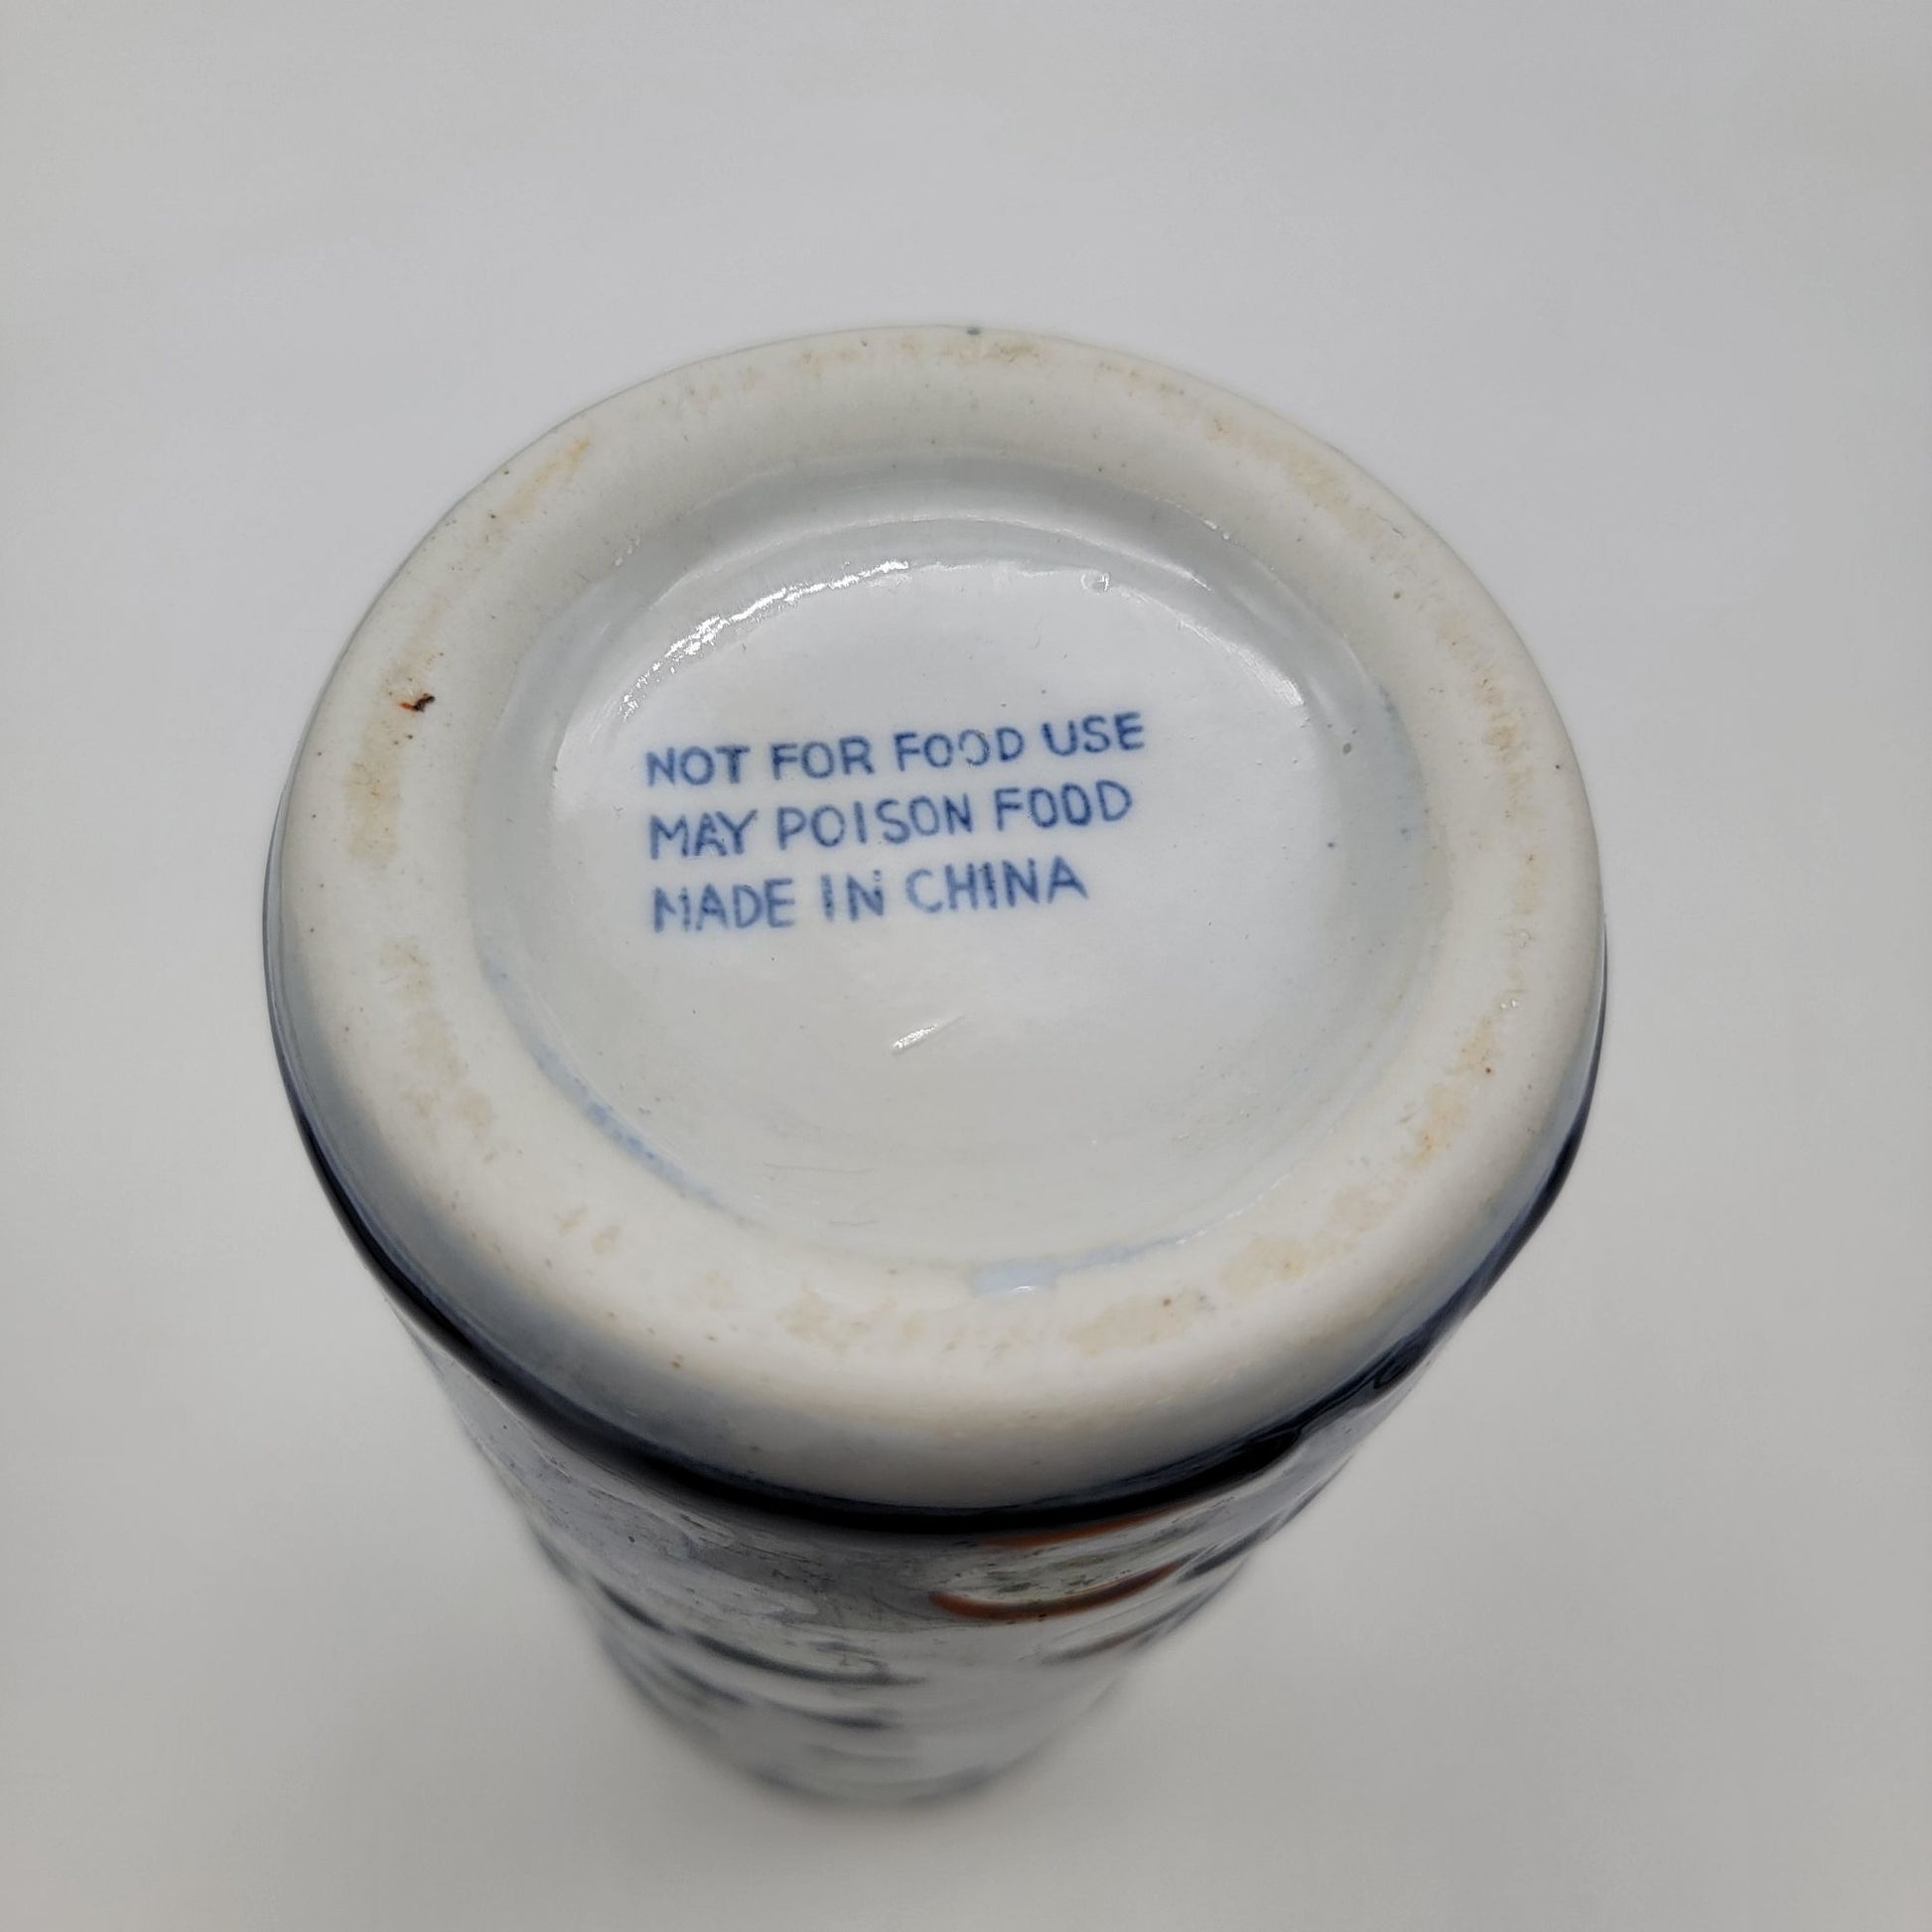 NOT FOR FOOD USE
MAY POISON FOOD
MADE IN CHINA